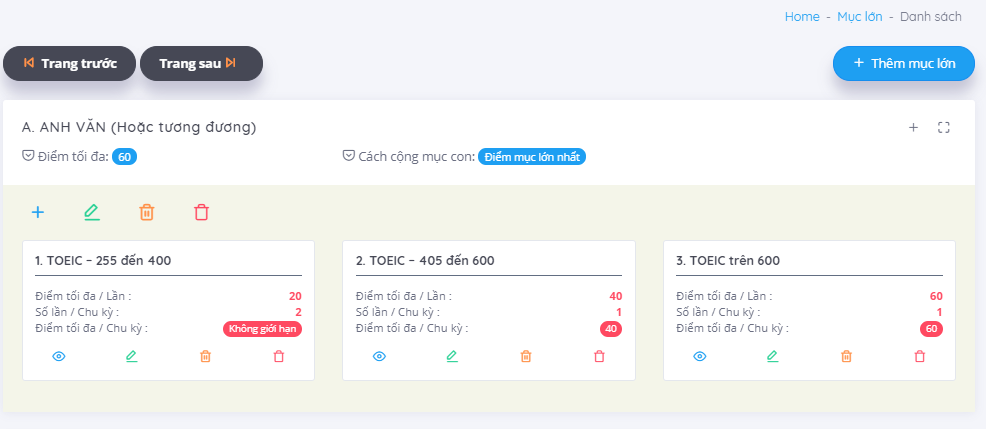 Home - Mục lớn - Danh sách
Trang trước Trang sau Thêm mục lớn
A. ANH VĂN (Hoặc tương đương)
Điểm tối đa: 60 Cách cộng mục con: Điểm mục lớn nhất
1. TOEIC – 255 đến 400
Điểm tối đa / Lần : 20
Số lần / Chu kỳ : 2
Điểm tối đa / Chu kỳ : Không giới hạn
2. TOEIC – 405 đến 600
Điểm tối đa / Lần : 40
Số lần / Chu kỳ : 1
Điểm tối đa / Chu kỳ : 40
3. TOEIC trên 600
Điểm tối đa / Lần : 60
Số lần / Chu kỳ : 1
Điểm tối đa / Chu kỳ : 60